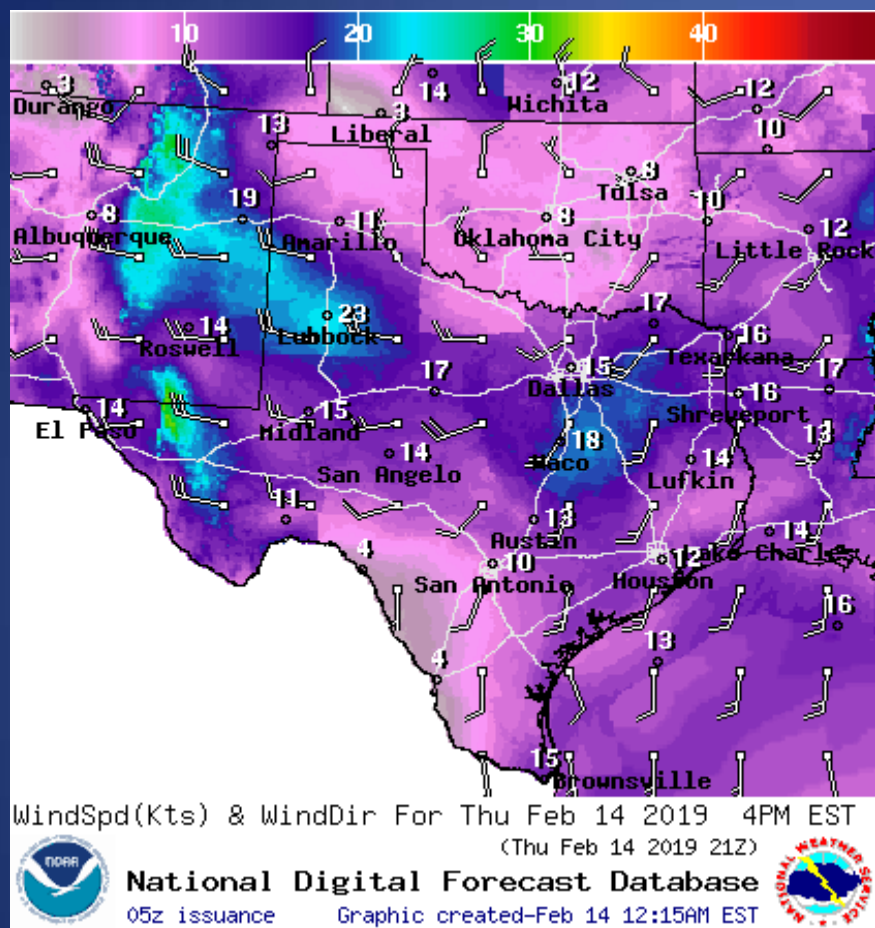 10 20 30 40
3 14 12 12
Durango Wichita
3
Liberal
13 10
8
Tulsa
8 19 11 8 10 12
Albuquerque Amarillo Oklahoma City Little Rock
23 17
14 Lubbock 16
Roswell Texarkana
15
Dallas
17 16 17
14 15 Shreveport
El Paso Midland 18 13
14 Waco 14
San Angelo Lufkin
11 13 14
Austin Lake Charl
4 10 12
San Antonio Houston
16
13
4
15
Brownsville
WindSpd(Kts) & WindDir For Thu Feb 14 2019 4PM EST
(Thu Feb 14 2019 21Z)
NOAA
National Digital Forecast Database
05z issuance Graphic created-Feb 14 12:15AM EST
NATIONAL WEATHER SERVICE